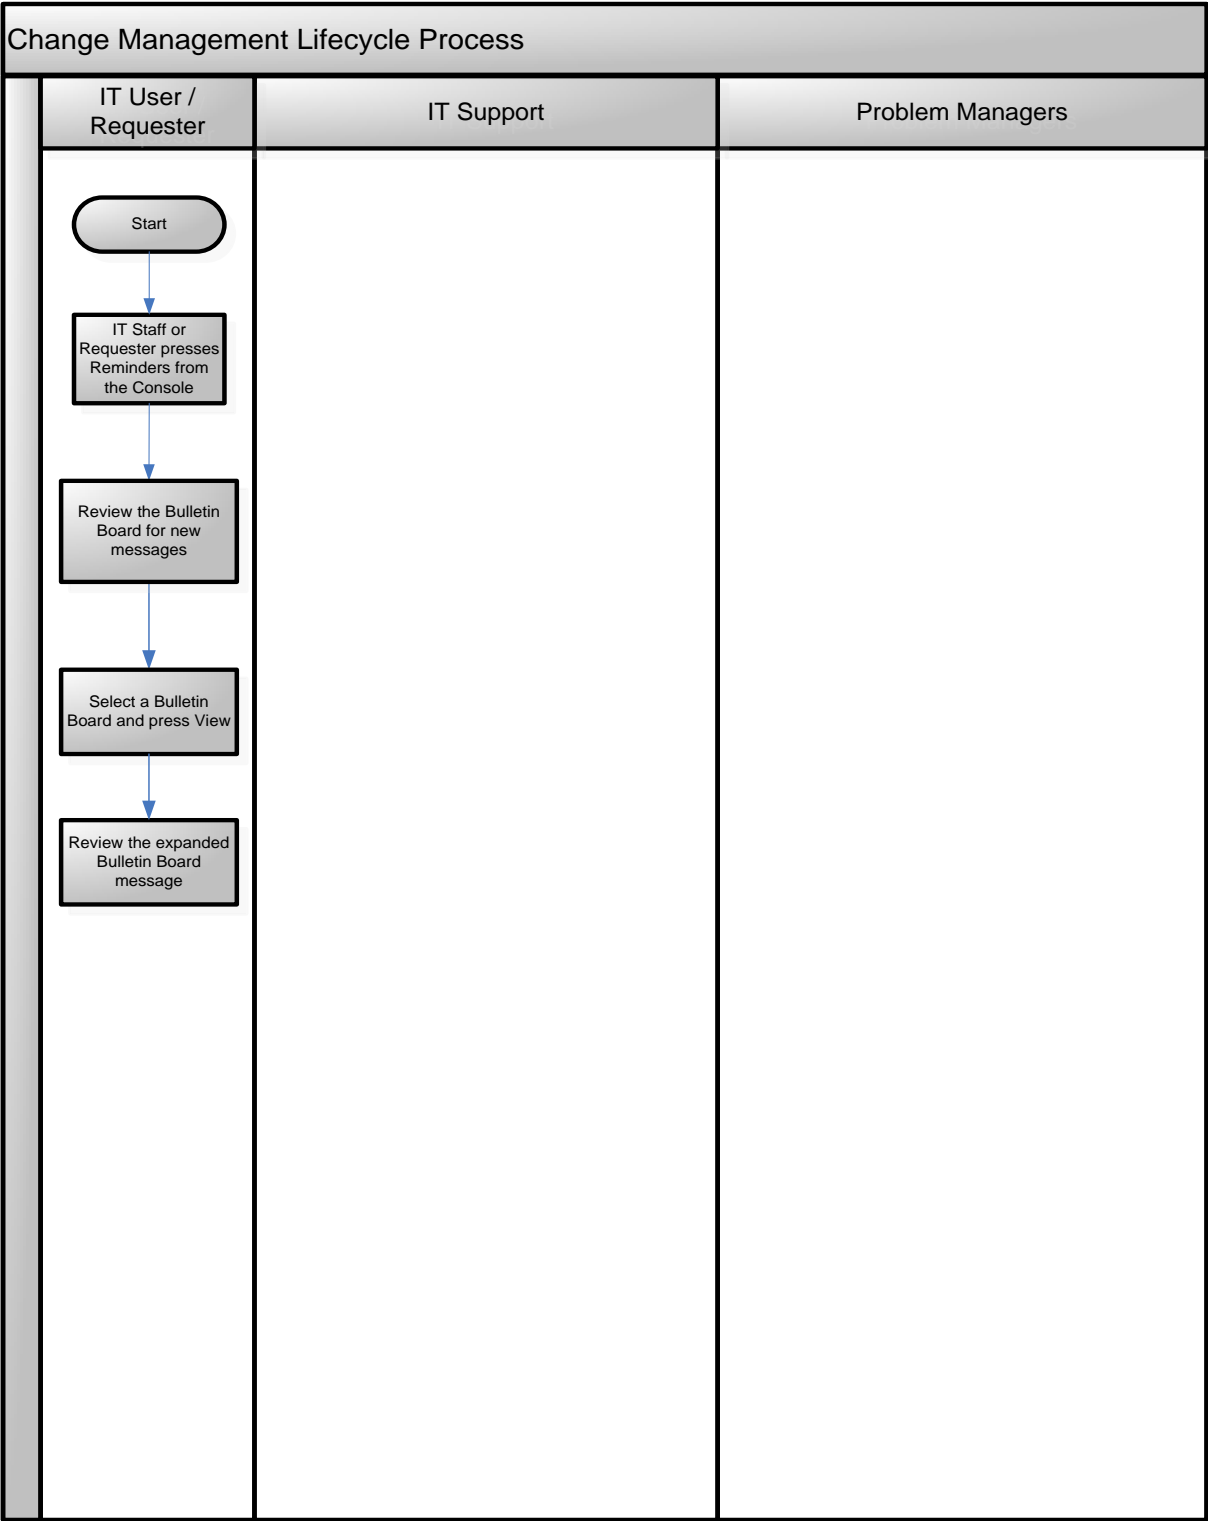 Change Management Lifecycle Process
IT User /
Requester
IT Support
Problem Managers
Start
IT Staff or
Requester presses
Reminders from
the Console
Review the Bulletin
Board for new
messages
Select a Bulletin
Board and press View
Review the expanded
Bulletin Board
message